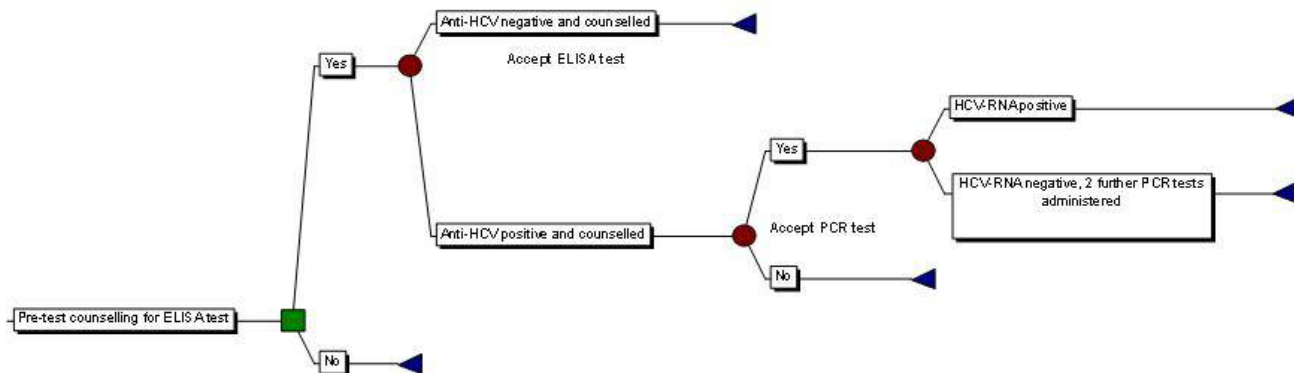 Anti-HCV negative and counselled
Yes
Accept ELISA test
HCV-RNA positive
Yes
HCV-RNA negative, 2 further PCR tests
administered
Anti-HCV positive and counselled
Accept PCR test
No
Pre-test counselling for ELISA test
No